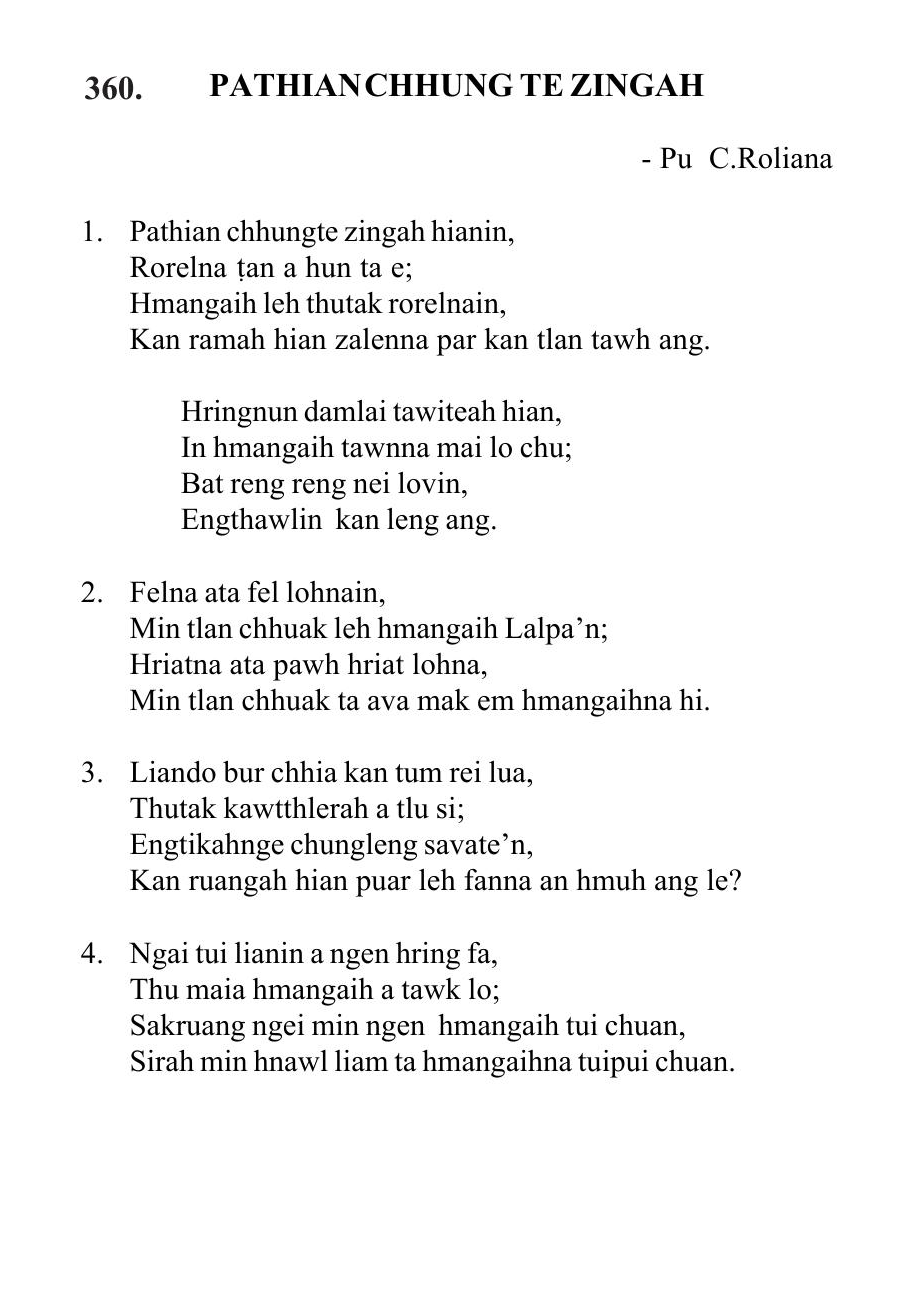 360. PATHIAN CHHUNG TE ZINGAH
- Pu C.Roliana
1. Pathian chhungte zingah hianin,
Rorelna ṭan a hun ta e;
Hmangaih leh thutak rorelnain,
Kan ramah hian zalenna par kan tlan tawh ang.
Hringnun damlai tawiteah hian,
In hmangaih tawnna mai lo chu;
Bat reng reng nei lovin,
Engthawlin kan leng ang.
2. Felna ata fel lohnain,
Min tlan chhuak leh hmangaih Lalpa’n;
Hriatna ata pawh hriat lohna,
Min tlan chhuak ta ava mak em hmangaihna hi.
3. Liando bur chhia kan tum rei lua,
Thutak kawtthlerah a tlu si;
Engtikahnge chungleng savate’n,
Kan ruangah hian puar leh fanna an hmuh ang le?
4. Ngai tui lianin a ngen hring fa,
Thu maia hmangaih a tawk lo;
Sakruang ngei min ngen hmangaih tui chuan,
Sirah min hnawl liam ta hmangaihna tuipui chuan.